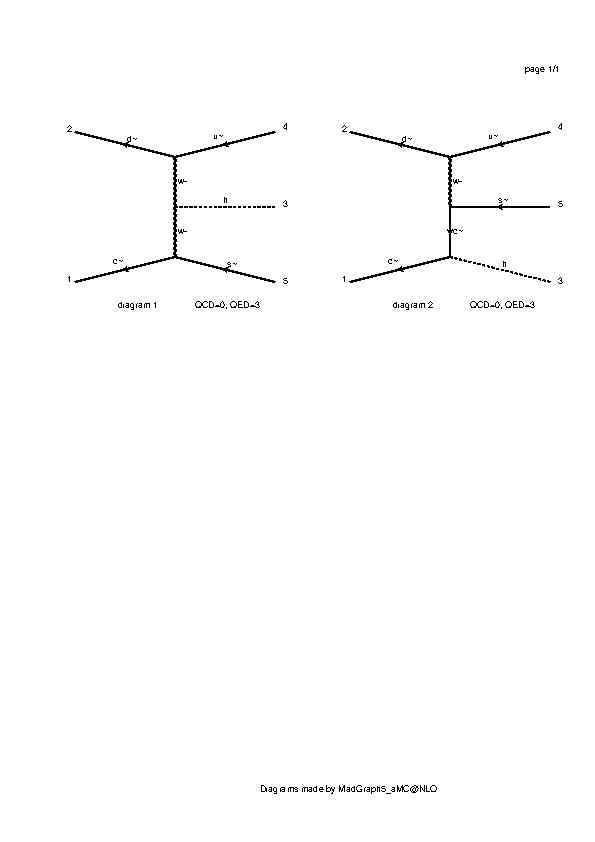 page 1/1
2 d~ u~ 4
w-
h 3
w-
c~ s~
1 5
diagram 1 QCD=0, QED=3
2 d~ u~ 4
w-
s~ 5
c~
c~ h
1 3
diagram 2 QCD=0, QED=3
Diagrams made by MadGraph5_aMC@NLO